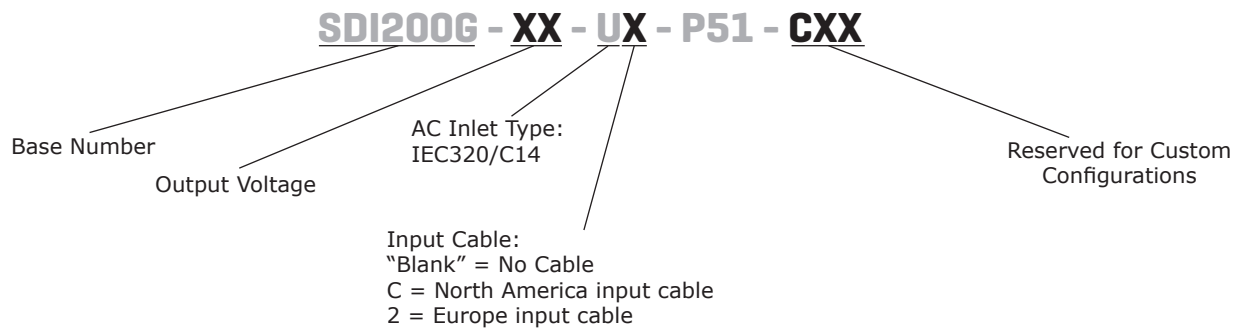 SDI200G - XX - UX - P51 - CXX
Base Number
Output Voltage
AC Inlet Type:
IEC320/C14
Input Cable:
“Blank” = No Cable
C = North America input cable
2 = Europe input cable
Reserved for Custom
Configurations